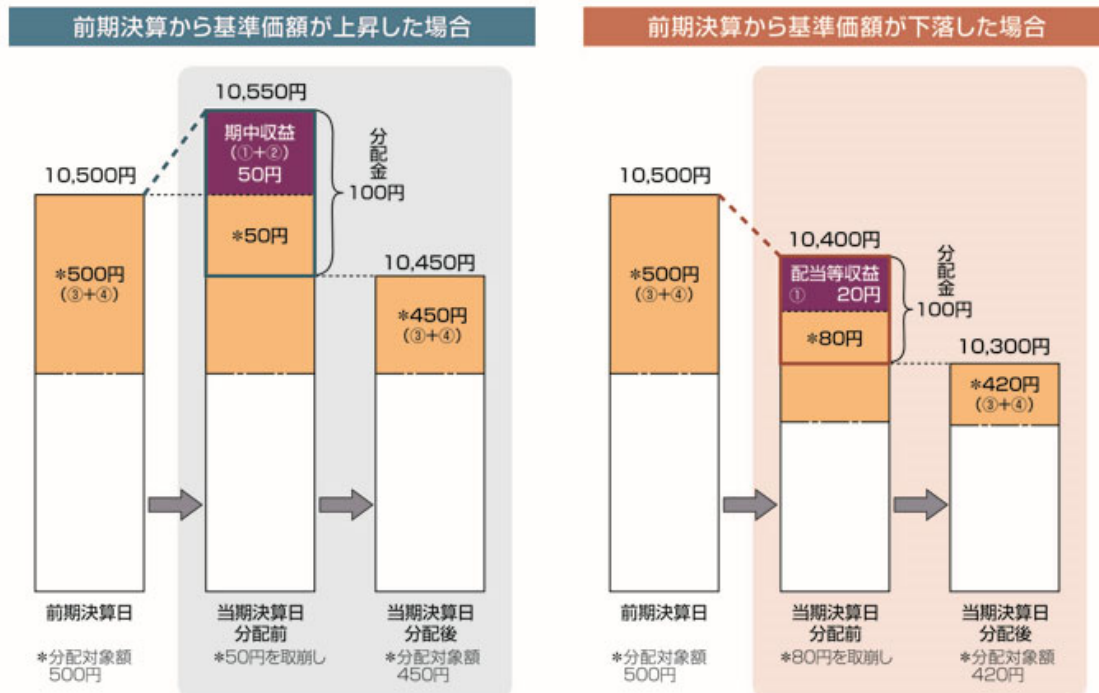 前期決算から基準価額が上昇した場合
10,550円
期中収益
(①+②)
50円
分配金
100円
10,500円
*50円
10,450円
*500円
(③+④)
*450円
(③+④)
前期決算日
当期決算日
分配前
当期決算日
分配後
*分配対象額
500円
*50円を取崩し
*分配対象額
450円
前期決算から基準価額が下落した場合
10,500円
10,400円
配当等収益
① 20円
分配金
100円
*500円
(③+④)
*80円
10,300円
*420円
(③+④)
前期決算日
当期決算日
分配前
当期決算日
分配後
*分配対象額
500円
*80円を取崩し
*分配対象額
420円